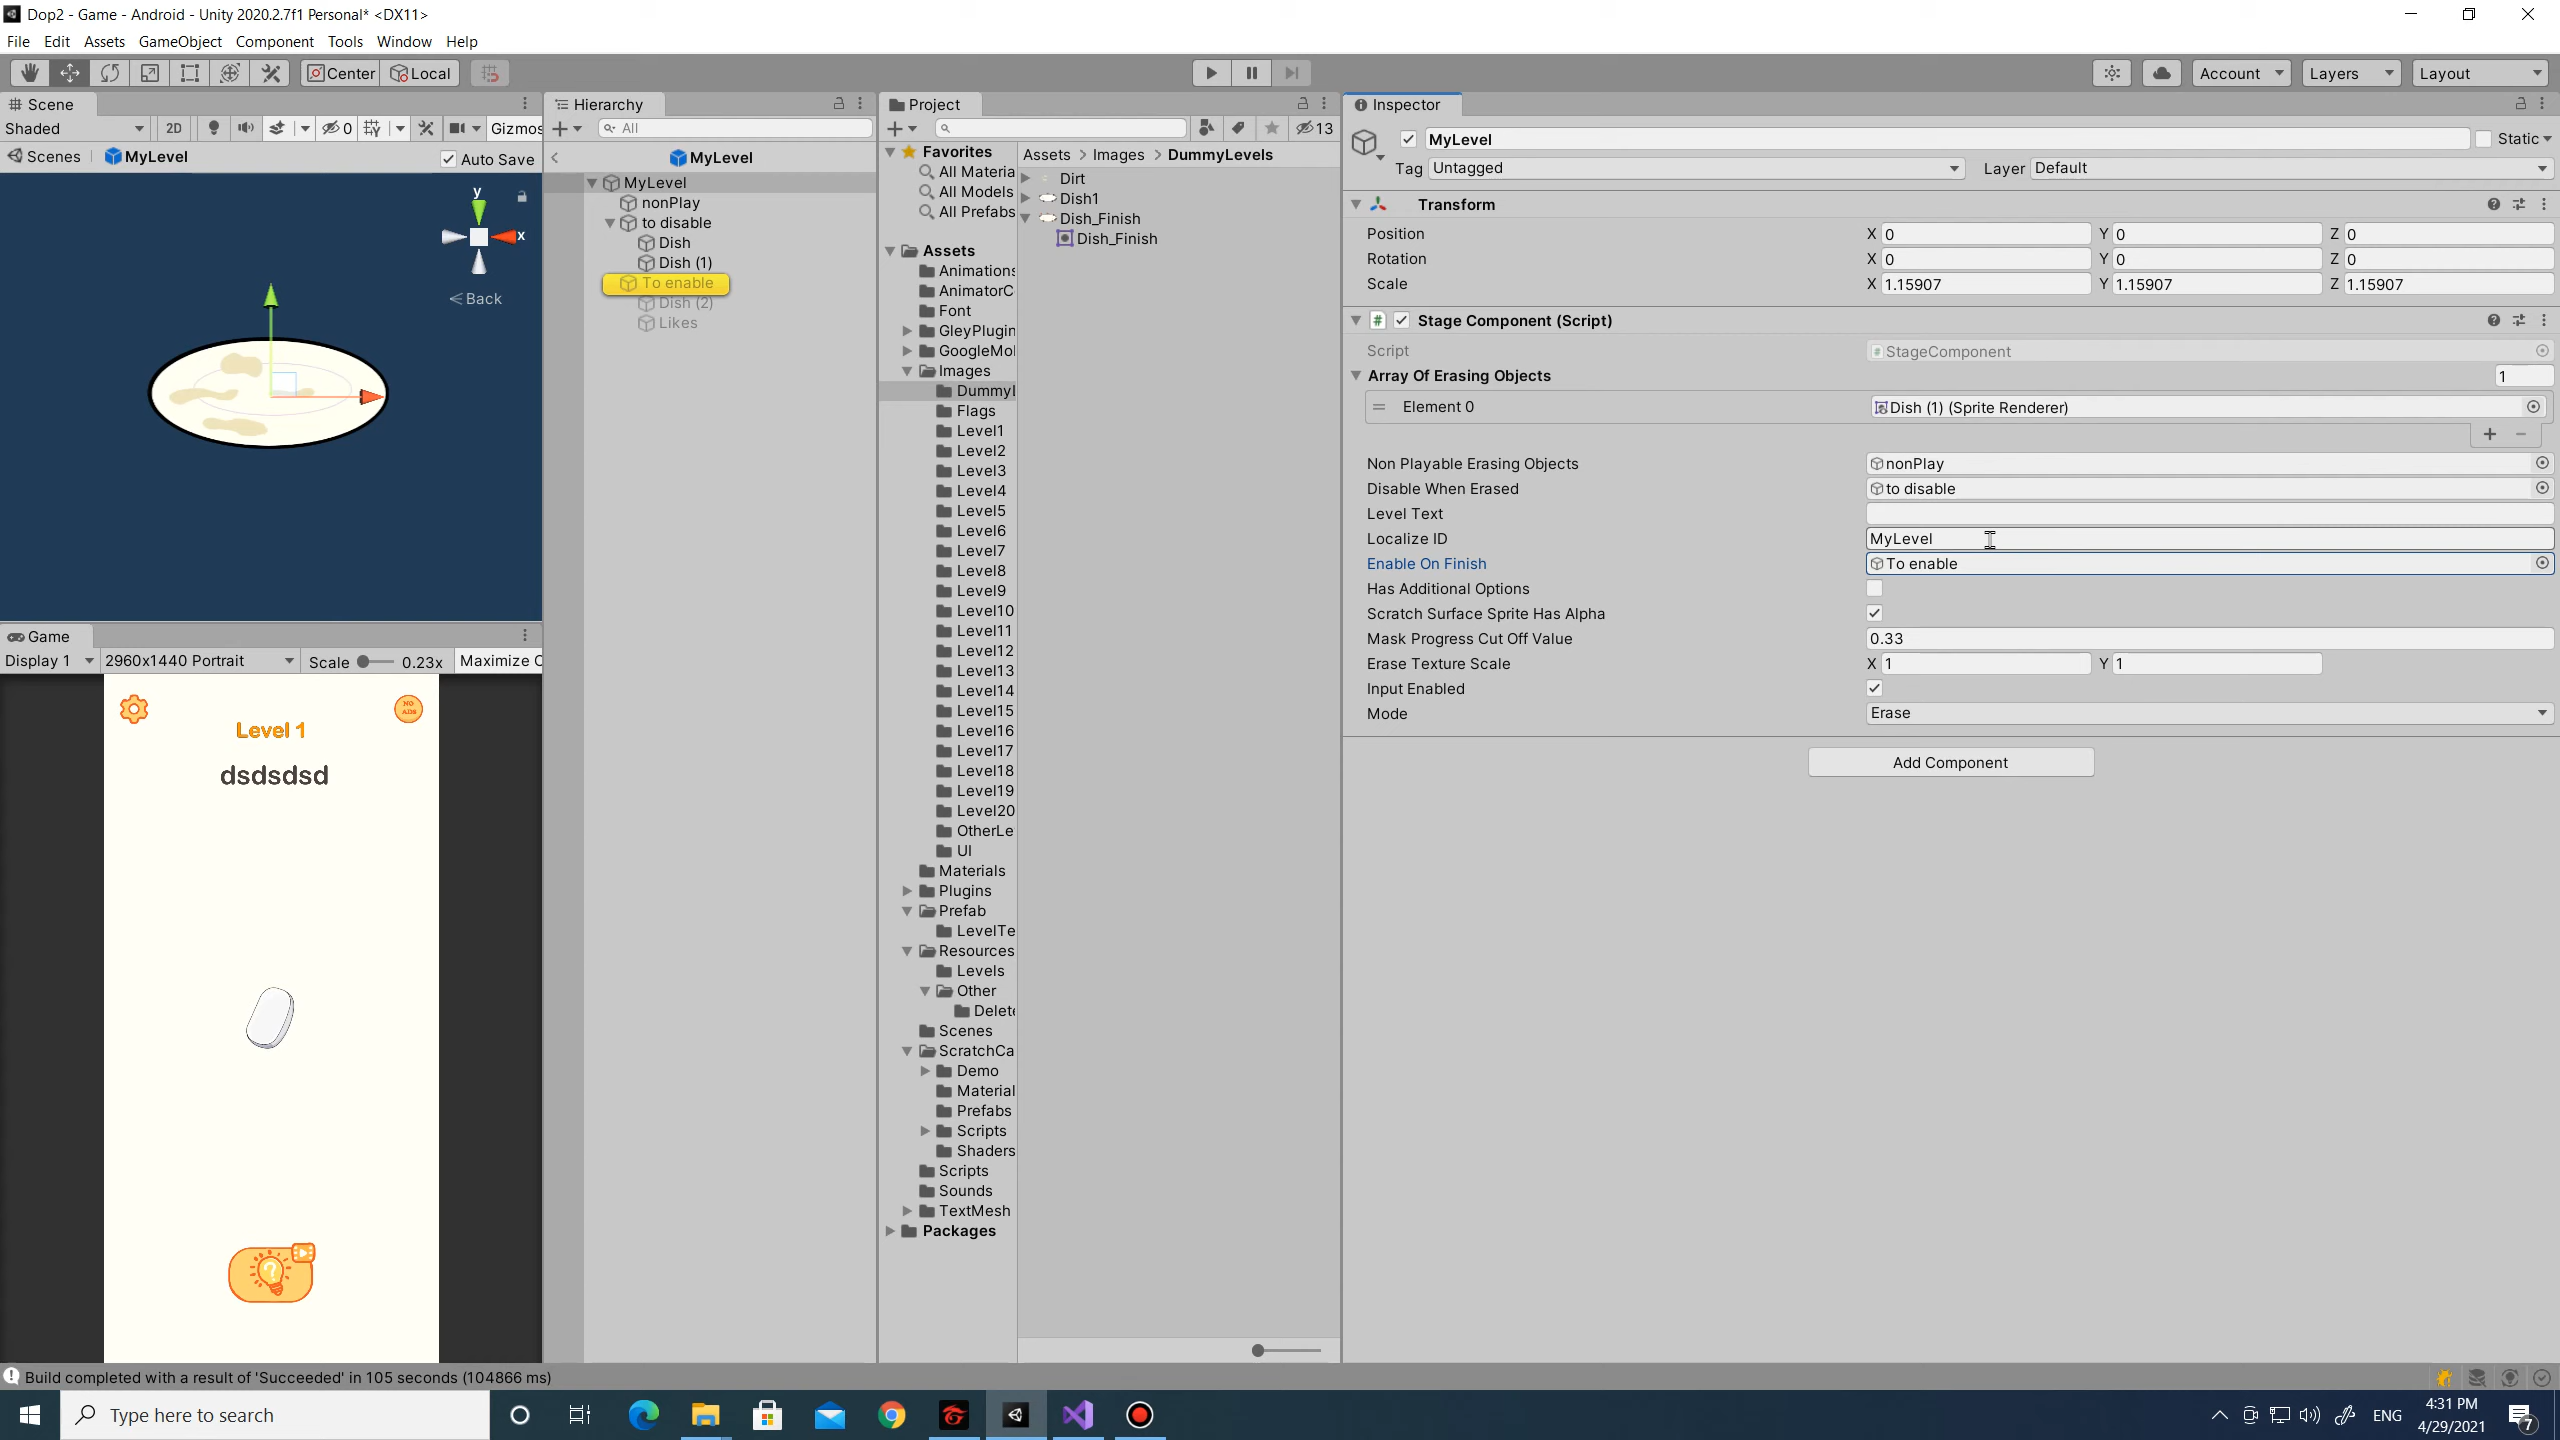 Dop2 - Game - Android - Unity 2020.2.7f1 Personal* <DX11>
File Edit Assets GameObject Component Tools Window Help
Center Local Account Layers Layout
Scene
Shaded 2D 0 Gizmos
Scenes MyLevel Auto Save
y
x
Back
Game
Display 1 2960x1440 Portrait Scale 0.23x Maximize O
NO ADS
Level 1
dsdsdsd
?
Hierarchy
All
MyLevel
MyLevel
nonPlay
to disable
Dish
Dish (1)
To enable
Dish (2)
Likes
Project
13
Favorites
All Materia
All Models
All Prefabs
Assets
Animations
AnimatorC
Font
GleyPlugin
GoogleMol
Images
DummyL
Flags
Level1
Level2
Level3
Level4
Level5
Level6
Level7
Level8
Level9
Level10
Level11
Level12
Level13
Level14
Level15
Level16
Level17
Level18
Level19
Level20
OtherLe
UI
Materials
Plugins
Prefab
LevelTe
Resources
Levels
Other
Delete
Scenes
ScratchCa
Demo
Material
Prefabs
Scripts
Shaders
Scripts
Sounds
TextMesh
Packages
Assets > Images > DummyLevels
Dirt
Dish1
Dish_Finish
Dish_Finish
Inspector
MyLevel Static
Tag Untagged Layer Default
Transform
Position X 0 Y 0 Z 0
Rotation X 0 Y 0 Z 0
Scale X 1.15907 Y 1.15907 Z 1.15907
# Stage Component (Script)
Script StageComponent
Array Of Erasing Objects 1
Element 0 Dish (1) (Sprite Renderer)
Non Playable Erasing Objects nonPlay
Disable When Erased to disable
Level Text
Localize ID MyLevel
Enable On Finish To enable
Has Additional Options
Scratch Surface Sprite Has Alpha
Mask Progress Cut Off Value 0.33
Erase Texture Scale X 1 Y 1
Input Enabled
Mode Erase
Add Component
Build completed with a result of 'Succeeded' in 105 seconds (104866 ms)
Type here to search
ENG
4:31 PM
4/29/2021
7